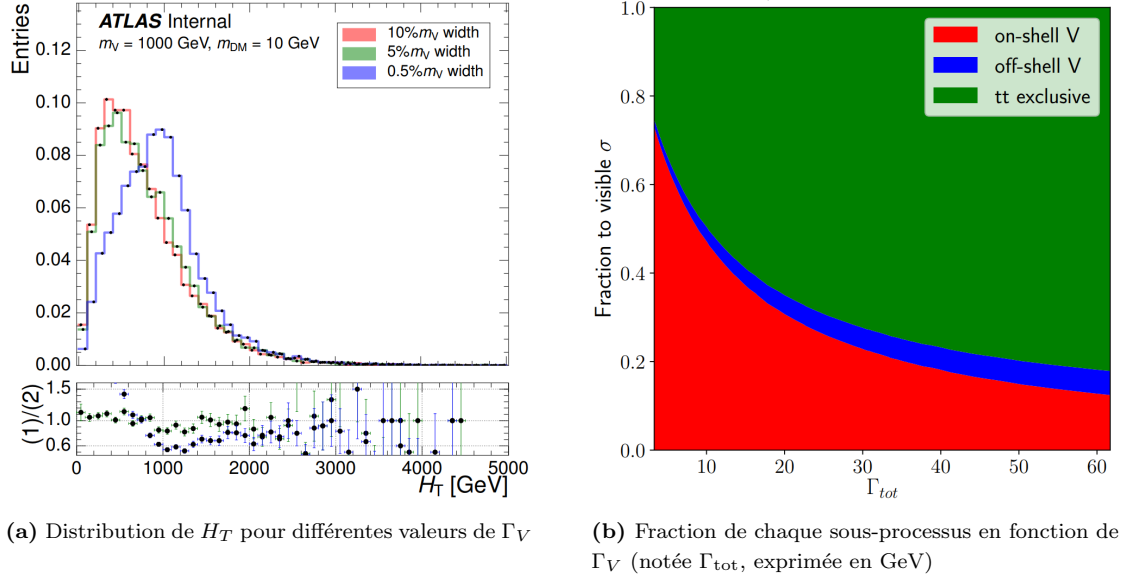 ATLAS Internal
m_V = 1000 GeV, m_DM = 10 GeV
10%m_V width
5%m_V width
0.5%m_V width
Entries
0.12
0.10
0.08
0.06
0.04
0.02
0.00
(1)/(2)
1.5
1.0
0.6
0 1000 2000 3000 4000 5000
H_T [GeV]
(a) Distribution de H_T pour différentes valeurs de Γ_V
on-shell V
off-shell V
tt exclusive
Fraction to visible σ
1.0
0.8
0.6
0.4
0.2
0.0
10 20 30 40 50 60
Γ_tot
(b) Fraction de chaque sous-processus en fonction de
Γ_V (notée Γ_tot, exprimée en GeV)